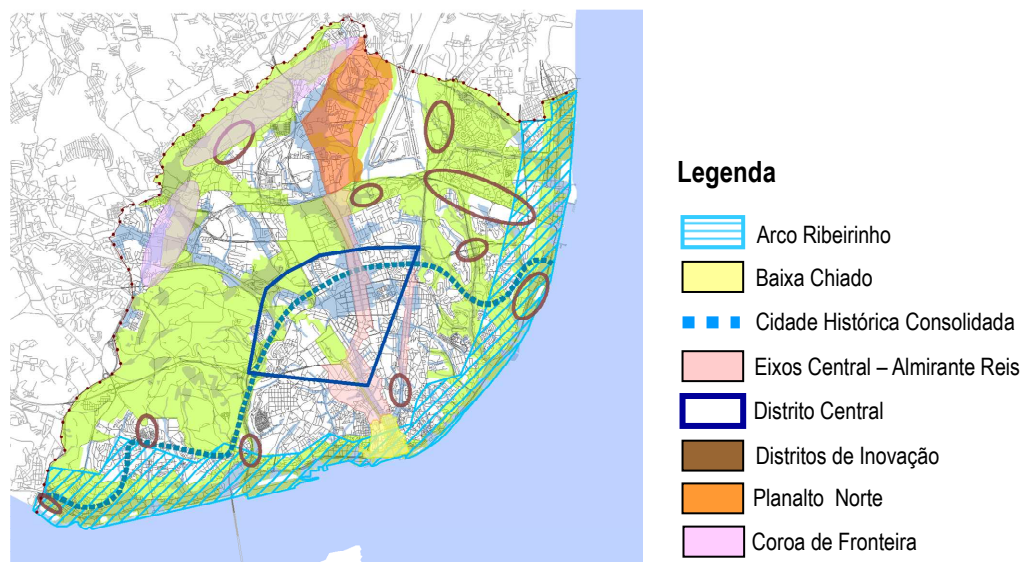 Legenda
Arco Ribeirinho
Baixa Chiado
Cidade Histórica Consolidada
Eixos Central – Almirante Reis
Distrito Central
Distritos de Inovação
Planalto Norte
Coroa de Fronteira